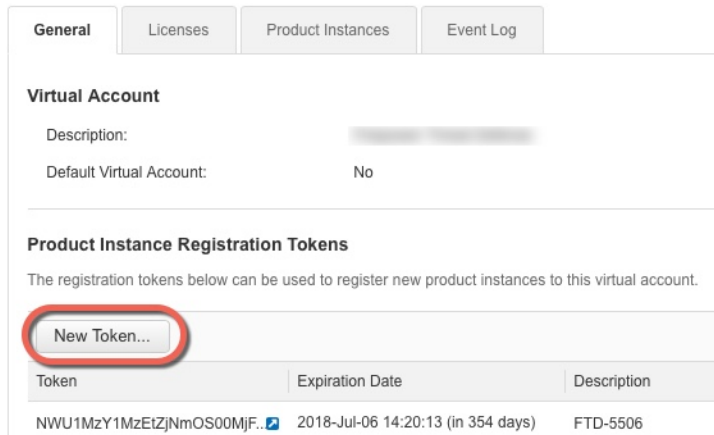 General Licenses Product Instances Event Log
Virtual Account
Description:
Default Virtual Account: No
Product Instance Registration Tokens
The registration tokens below can be used to register new product instances to this virtual account.
New Token...
Token Expiration Date Description
NWU1MzY1MzEtZjNmOS00MjF.. 2018-Jul-06 14:20:13 (in 354 days) FTD-5506